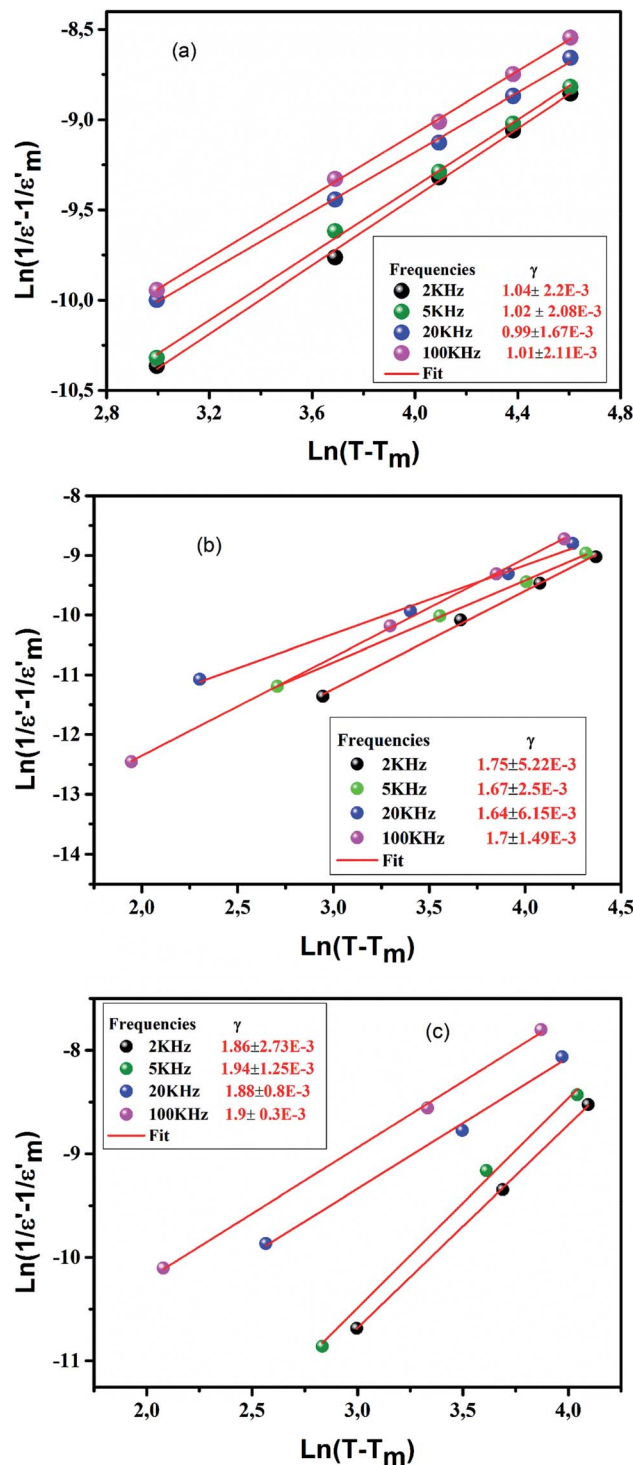 (a)
Ln(1/ε'-1/ε'm)
-8,5
-9,0
-9,5
-10,0
-10,5
Frequencies γ
2KHz 1.04± 2.2E-3
5KHz 1.02 ± 2.08E-3
20KHz 0.99±1.67E-3
100KHz 1.01±2.11E-3
Fit
2,8 3,2 3,6 4,0 4,4 4,8
Ln(T-Tm)
(b)
Ln(1/ε'-1/ε'm)
-8
-9
-10
-11
-12
-13
-14
Frequencies γ
2KHz 1.75±5.22E-3
5KHz 1.67±2.5E-3
20KHz 1.64±6.15E-3
100KHz 1.7±1.49E-3
Fit
2,0 2,5 3,0 3,5 4,0 4,5
Ln(T-Tm)
(c)
Ln(1/ε'-1/ε'm)
-8
-9
-10
-11
Frequencies γ
2KHz 1.86±2.73E-3
5KHz 1.94±1.25E-3
20KHz 1.88±0.8E-3
100KHz 1.9± 0.3E-3
Fit
2,0 2,5 3,0 3,5 4,0
Ln(T-Tm)